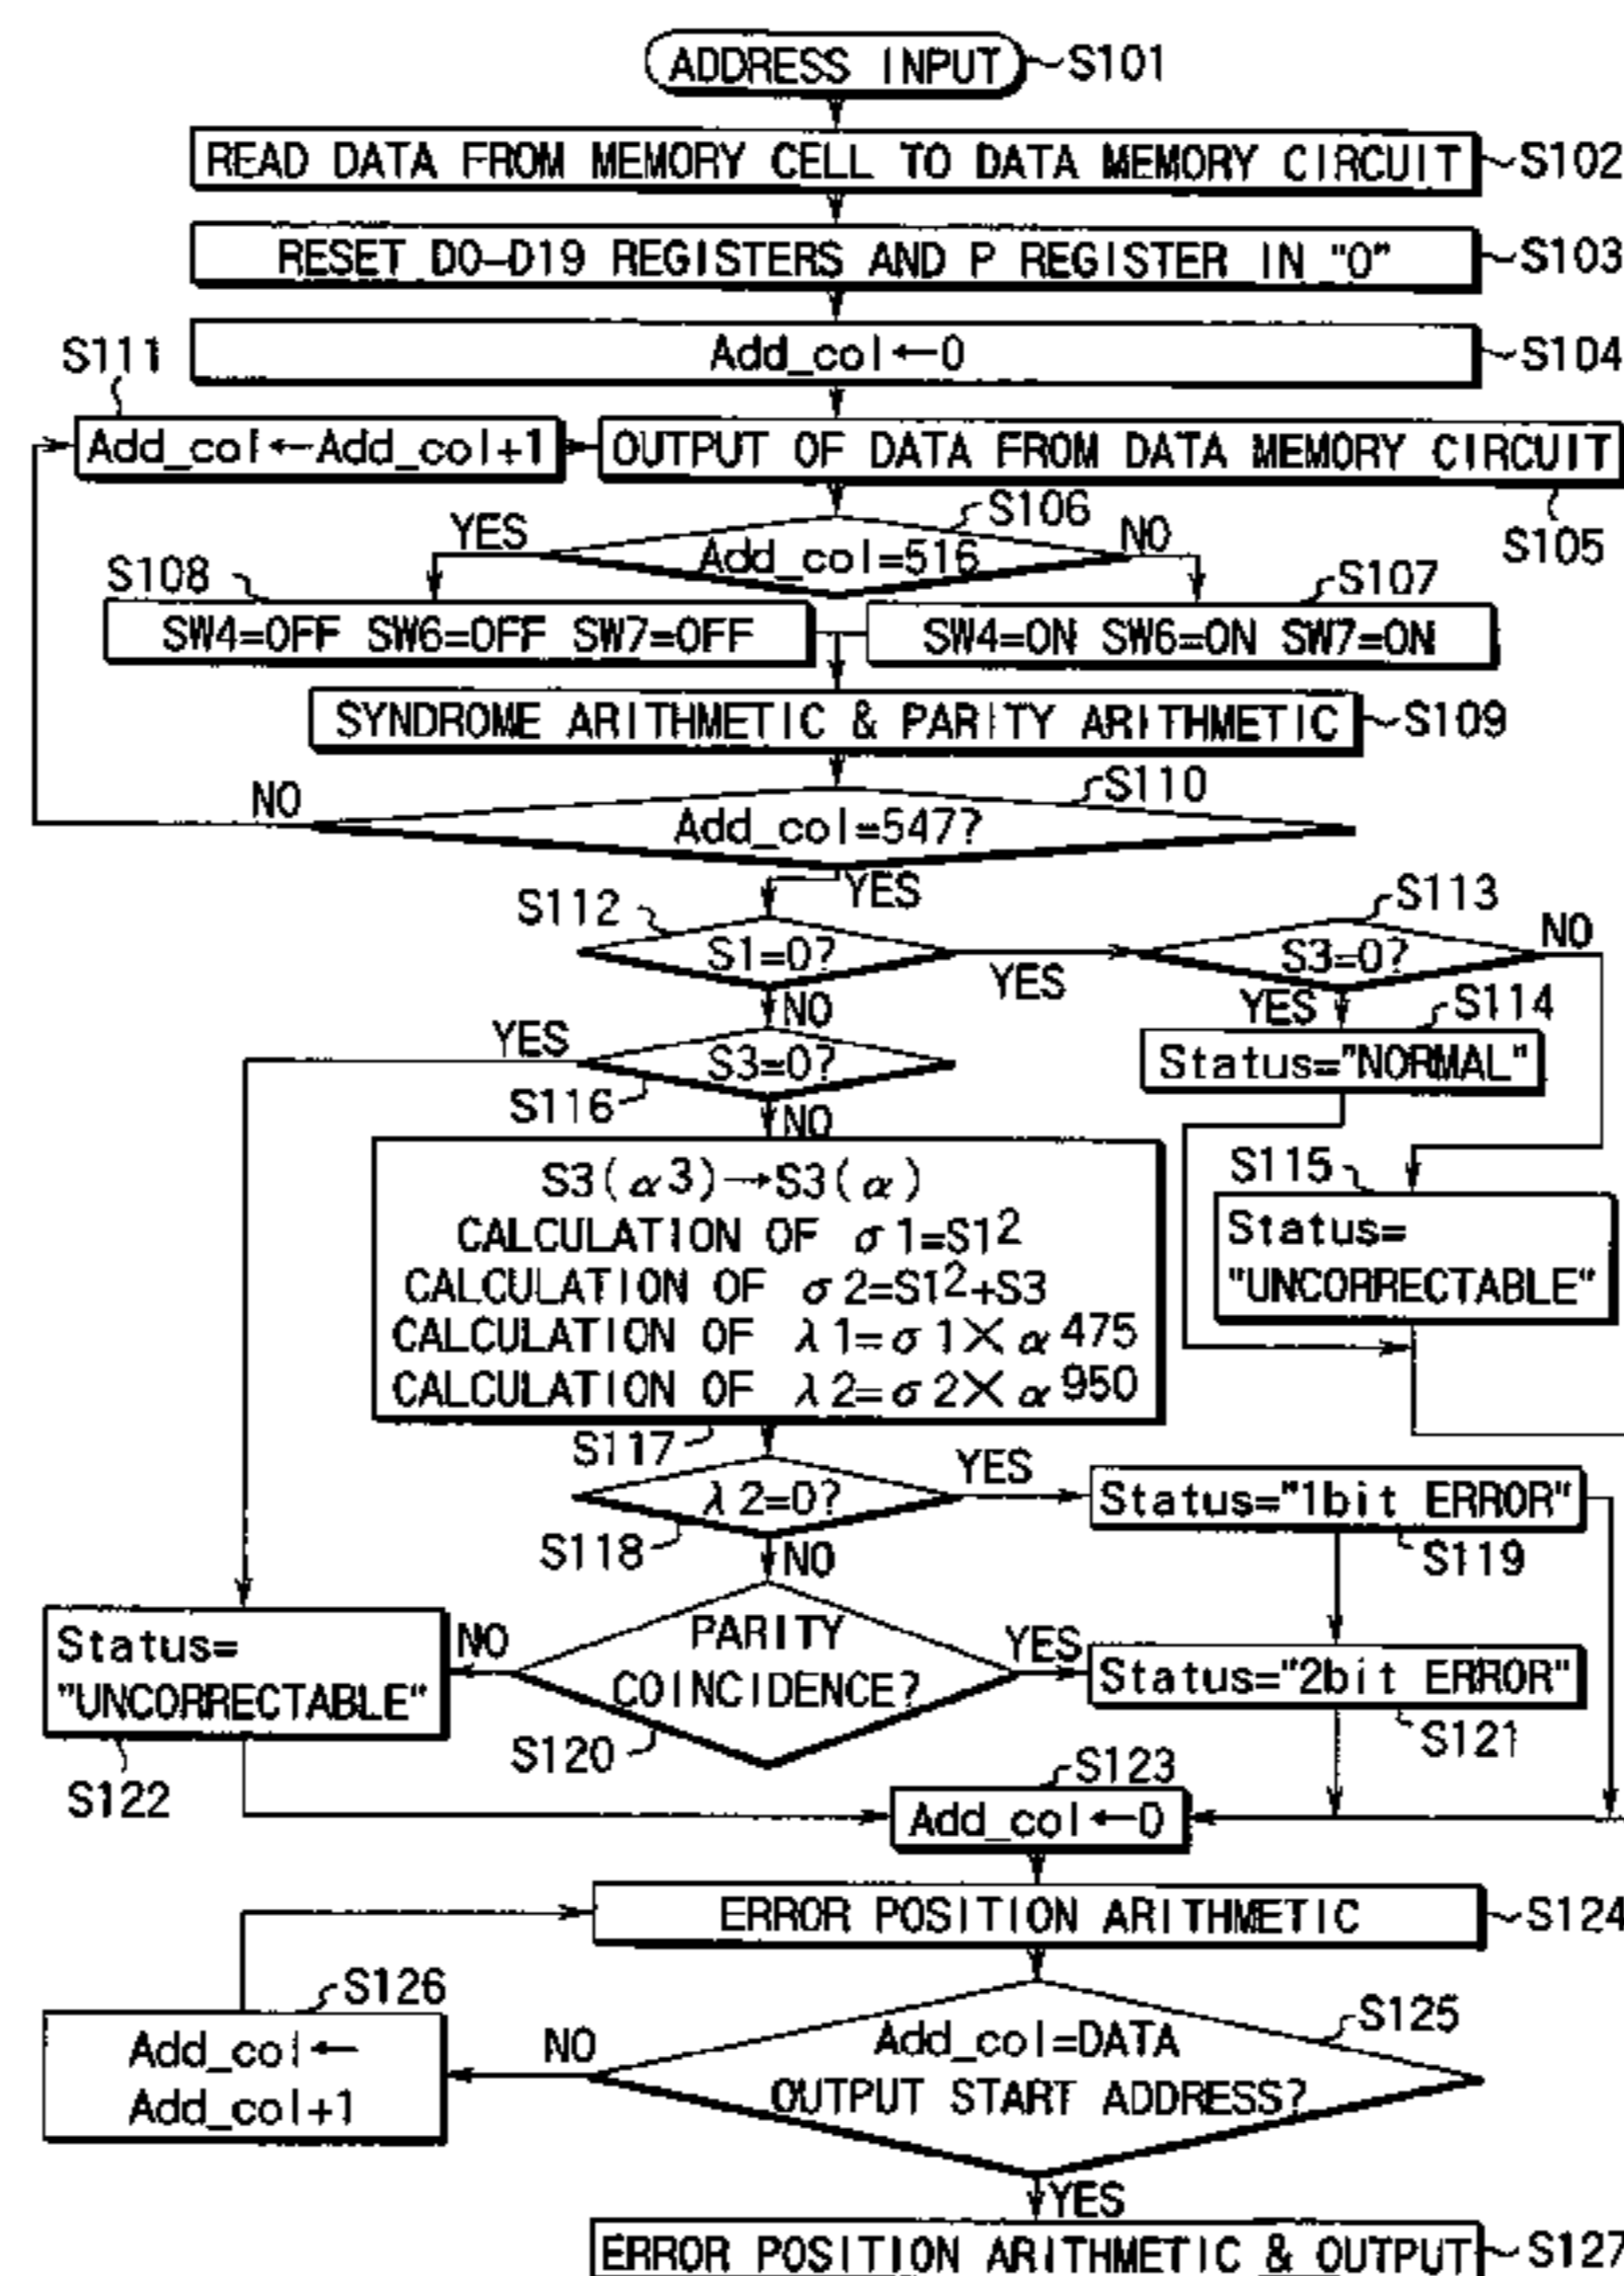 ADDRESS INPUT S101
READ DATA FROM MEMORY CELL TO DATA MEMORY CIRCUIT S102
RESET D0-D19 REGISTERS AND P REGISTER IN "0" S103
Add_col←0 S104
S111
Add_col←Add_col+1
OUTPUT OF DATA FROM DATA MEMORY CIRCUIT
S105
S106
YES
Add_col=516
NO
S108
SW4=OFF SW6=OFF SW7=OFF
S107
SW4=ON SW6=ON SW7=ON
SYNDROME ARITHMETIC & PARITY ARITHMETIC S109
S110
NO
Add_col=547?
YES
S112
S1=0?
YES
NO
S113
S3=0?
NO
YES
S114
Status="NORMAL"
S115
Status=
"UNCORRECTABLE"
YES
S3=0?
S116
NO
S3(α3)→S3(α)
CALCULATION OF σ1=S1²
CALCULATION OF σ2=S1²+S3
CALCULATION OF λ1=σ1×α475
CALCULATION OF λ2=σ2×α950
S117
λ2=0?
YES
S118
NO
Status="1bit ERROR"
S119
PARITY
COINCIDENCE?
NO
YES
S120
Status="2bit ERROR"
S121
Status=
"UNCORRECTABLE"
S122
S123
Add_col←0
ERROR POSITION ARITHMETIC S124
S126
Add_col←
Add_col+1
NO
S125
Add_col=DATA
OUTPUT START ADDRESS?
YES
ERROR POSITION ARITHMETIC & OUTPUT S127